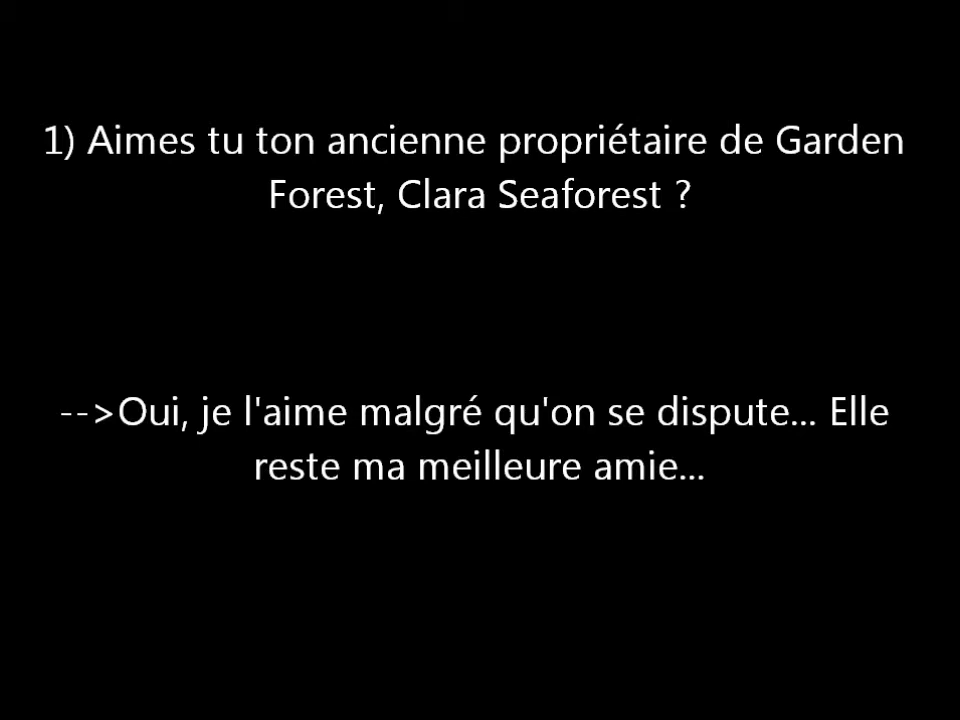 1) Aimes tu ton ancienne propriétaire de Garden
Forest, Clara Seaforest ?
-->Oui, je l'aime malgré qu'on se dispute... Elle
reste ma meilleure amie...